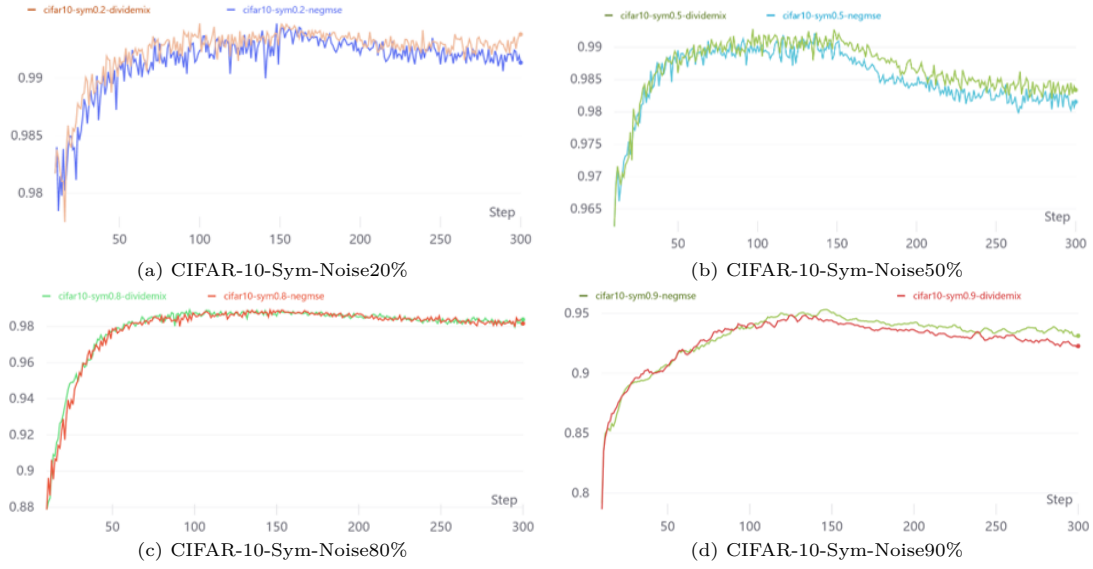 cifar10-sym0.2-dividemix cifar10-sym0.2-negmse
0.99
0.985
0.98
Step
50 100 150 200 250 300
(a) CIFAR-10-Sym-Noise20%
cifar10-sym0.5-dividemix cifar10-sym0.5-negmse
0.99
0.985
0.98
0.975
0.97
0.965
Step
50 100 150 200 250 300
(b) CIFAR-10-Sym-Noise50%
cifar10-sym0.8-dividemix cifar10-sym0.8-negmse
0.98
0.96
0.94
0.92
0.9
0.88
Step
50 100 150 200 250 300
(c) CIFAR-10-Sym-Noise80%
cifar10-sym0.9-negmse cifar10-sym0.9-dividemix
0.95
0.9
0.85
0.8
Step
50 100 150 200 250 300
(d) CIFAR-10-Sym-Noise90%